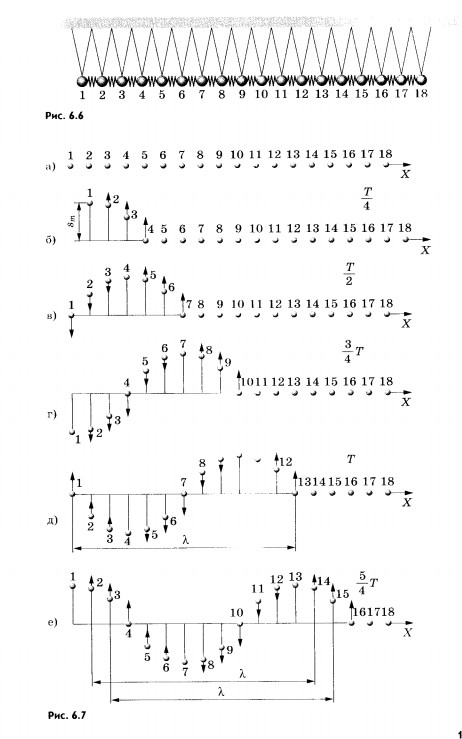 1 2 3 4 5 6 7 8 9 10 11 12 13 14 15 16 17 18
Рис. 6.6
а) 1 2 3 4 5 6 7 8 9 10 11 12 13 14 15 16 17 18 X
б) sm 1 2 3 4 5 6 7 8 9 10 11 12 13 14 15 16 17 18 T/4 X
в) 1 2 3 4 5 6 7 8 9 10 11 12 13 14 15 16 17 18 T/2 X
г) 1 2 3 4 5 6 7 8 9 10 11 12 13 14 15 16 17 18 3/4 T X
д) 1 2 3 4 5 6 7 8 12 13 14 15 16 17 18 T X
λ
е) 1 2 3 4 5 6 7 8 9 10 11 12 13 14 15 16 17 18 5/4 T X
λ
λ
Рис. 6.7
1